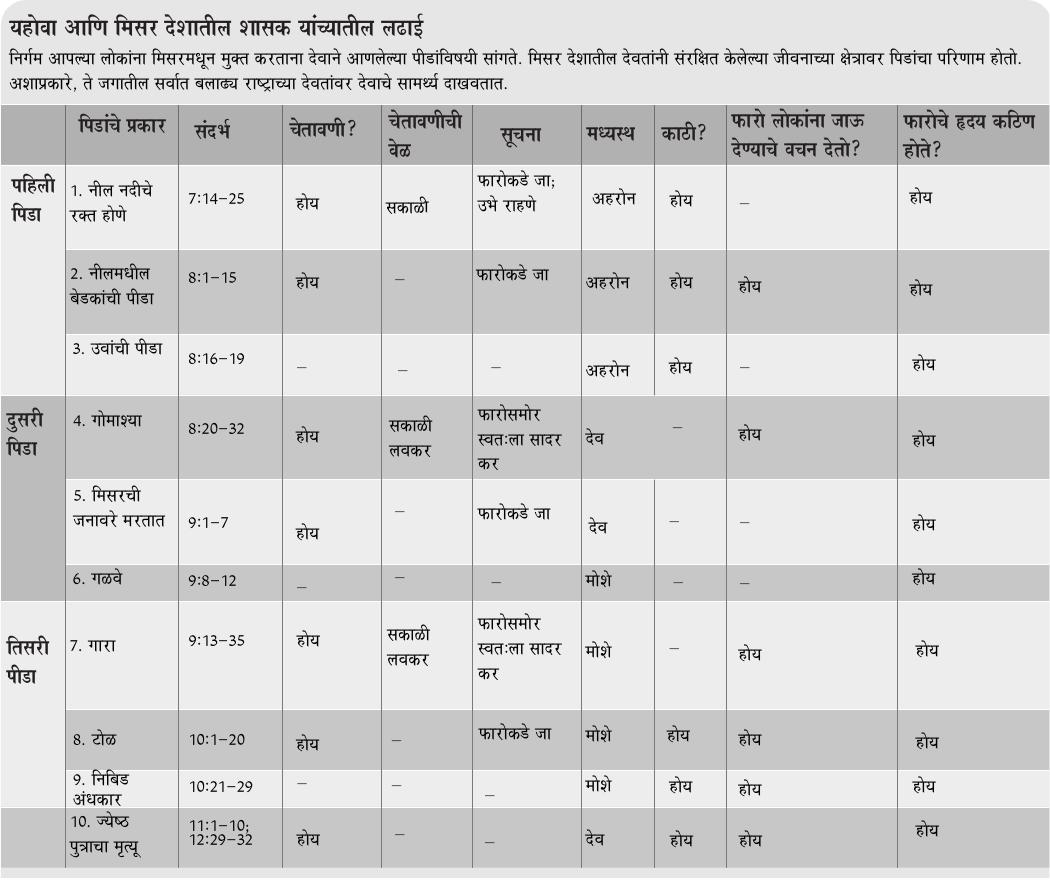 यहोवा आणि मिसर देशातील शासक यांच्यातील लढाई
निर्गम आपल्या लोकांना मिसरमधून मुक्त करताना देवाने आणलेल्या पीडांविषयी सांगते. मिसर देशातील देवतांनी संरक्षित केलेल्या जीवनाच्या क्षेत्रावर पिडांचा परिणाम होतो.
अशाप्रकारे, ते जगातील सर्वात बलाढ्य राष्ट्राच्या देवतांवर देवाचे सामर्थ्य दाखवतात.
पिडांचे प्रकार संदर्भ चेतावणी? चेतावणीची वेळ सूचना मध्यस्थ काठी? फारो लोकांना जाऊ देण्याचे वचन देतो? फारोचे हृदय कठिण होते?
पहिली पिडा 1. नील नदीचे रक्त होणे 7:14–25 होय सकाळी फारोकडे जा; उभे राहणे अहरोन होय – होय
2. नीलमधील बेडकांची पीडा 8:1–15 होय – फारोकडे जा अहरोन होय होय होय
3. उवांची पीडा 8:16–19 – – – अहरोन होय – होय
दुसरी पिडा 4. गोमाश्या 8:20–32 होय सकाळी लवकर फारोसमोर स्वतःला सादर कर देव – होय होय
5. मिसरची जनावरे मरतात 9:1–7 होय – फारोकडे जा देव – – होय
6. गळवे 9:8–12 – – – मोशे – – होय
तिसरी पीडा 7. गारा 9:13–35 होय सकाळी लवकर फारोसमोर स्वतःला सादर कर मोशे – होय होय
8. टोळ 10:1–20 होय – फारोकडे जा मोशे होय होय होय
9. निबिड अंधकार 10:21–29 – – – मोशे होय होय होय
10. ज्येष्ठ पुत्राचा मृत्यू 11:1–10; 12:29–32 होय – – देव होय होय होय